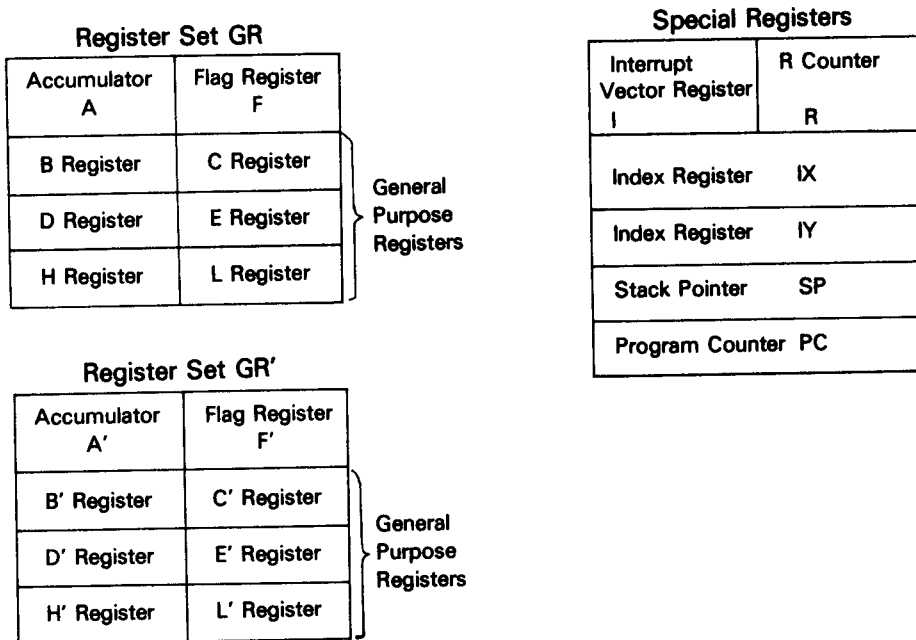 Register Set GR
Accumulator
A
Flag Register
F
B Register
C Register
D Register
E Register
H Register
L Register
General
Purpose
Registers
Register Set GR'
Accumulator
A'
Flag Register
F'
B' Register
C' Register
D' Register
E' Register
H' Register
L' Register
General
Purpose
Registers
Special Registers
Interrupt
Vector Register
I
R Counter
R
Index Register IX
Index Register IY
Stack Pointer SP
Program Counter PC